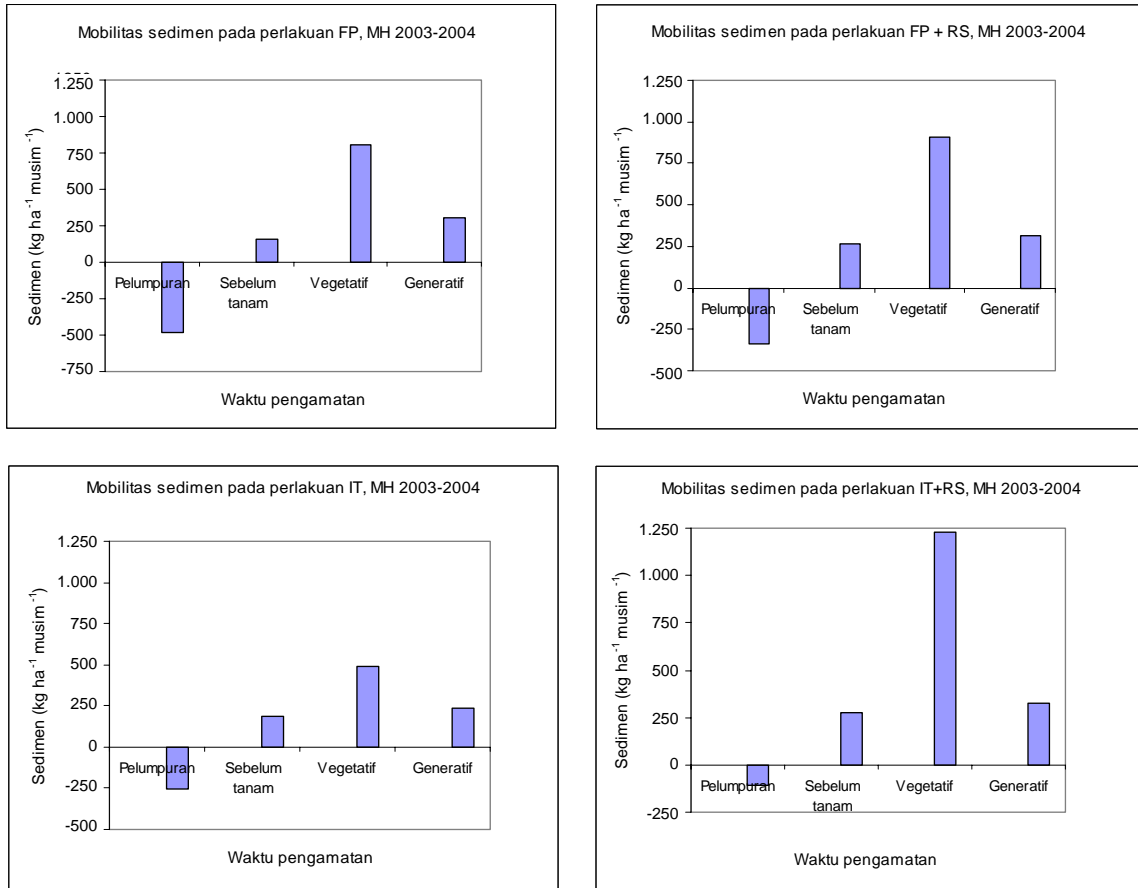 Mobilitas sedimen pada perlakuan FP, MH 2003-2004
1.250
1.000
750
500
250
0
-250
-500
-750
Sedimen (kg ha⁻¹ musim⁻¹)
Pelumpuran
Sebelum
tanam
Vegetatif
Generatif
Waktu pengamatan
Mobilitas sedimen pada perlakuan FP + RS, MH 2003-2004
1.250
1.000
750
500
250
0
-250
-500
Sedimen (kg ha⁻¹ musim⁻¹)
Pelumpuran
Sebelum
tanam
Vegetatif
Generatif
Waktu pengamatan
Mobilitas sedimen pada perlakuan IT, MH 2003-2004
1.250
1.000
750
500
250
0
-250
-500
Sedimen (kg ha⁻¹ musim⁻¹)
Pelumpuran
Sebelum
tanam
Vegetatif
Generatif
Waktu pengamatan
Mobilitas sedimen pada perlakuan IT+RS, MH 2003-2004
1.250
1.000
750
500
250
0
-250
Sedimen (kg ha⁻¹ musim⁻¹)
Pelumpuran
Sebelum
tanam
Vegetatif
Generatif
Waktu pengamatan